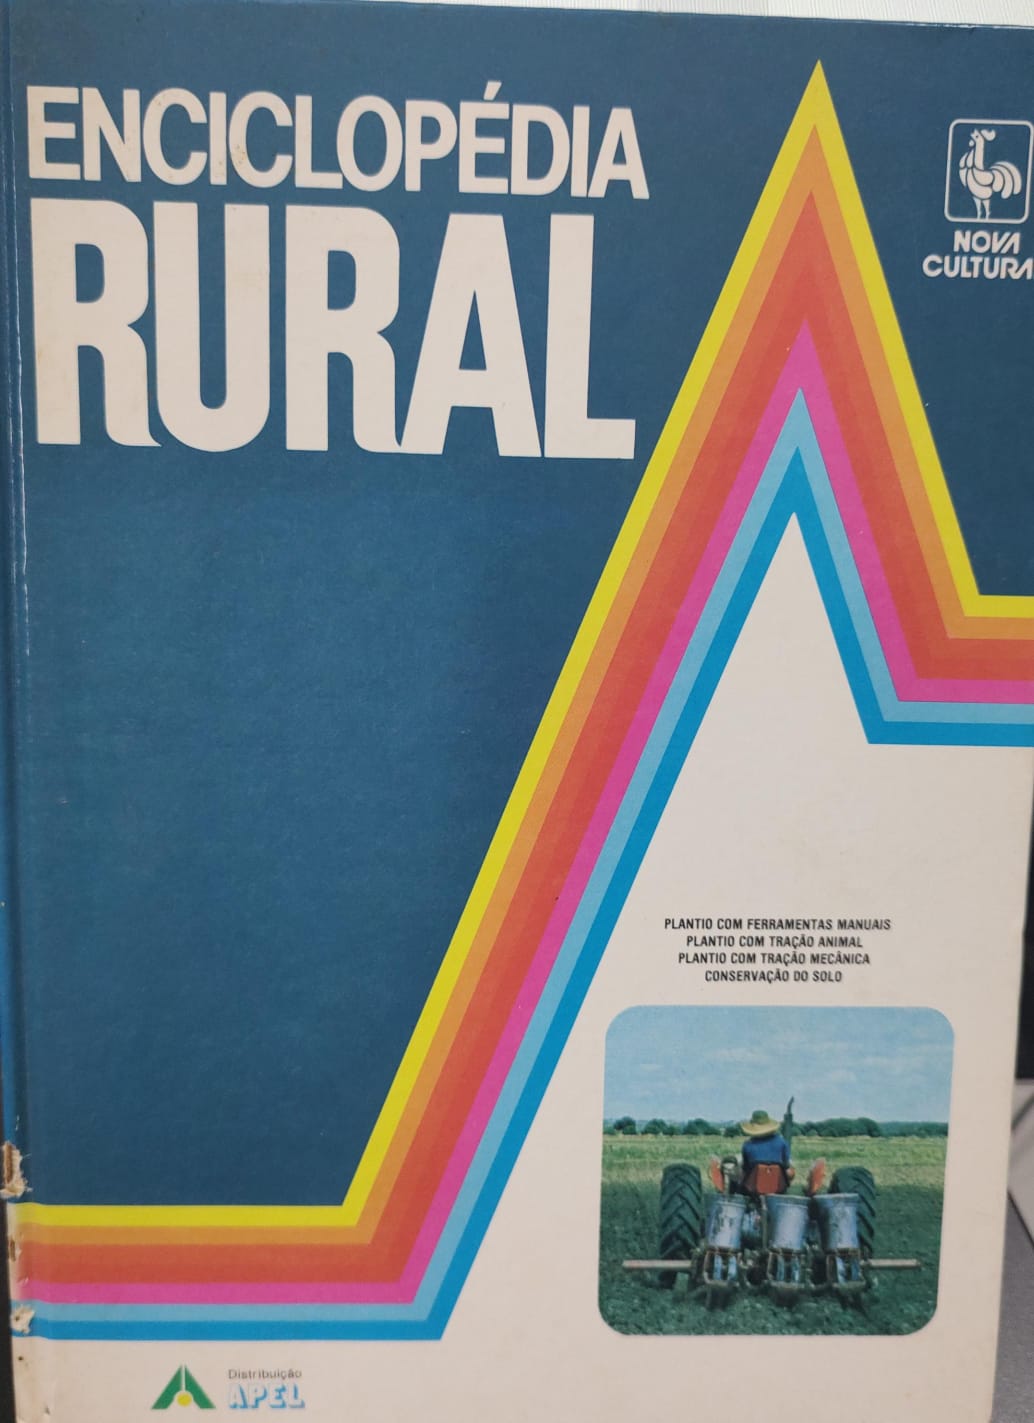 ENCICLOPÉDIA
RURAL
NOVA
CULTURA
PLANTIO COM FERRAMENTAS MANUAIS
PLANTIO COM TRAÇÃO ANIMAL
PLANTIO COM TRAÇÃO MECÂNICA
CONSERVAÇÃO DO SOLO
Distribuição
APEL